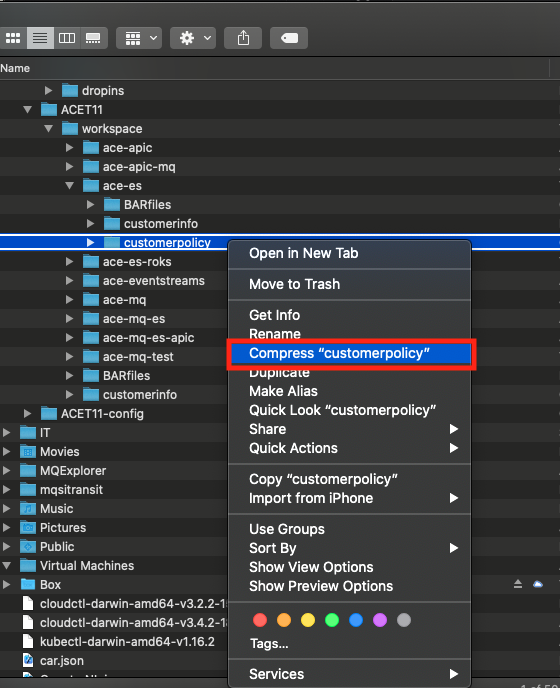 Name
dropins
ACET11
workspace
ace-apic
ace-apic-mq
ace-es
BARfiles
customerinfo
customerpolicy
ace-es-roks
ace-eventstreams
ace-mq
ace-mq-es
ace-mq-es-apic
ace-mq-test
BARfiles
customerinfo
ACET11-config
IT
Movies
MQExplorer
mqsitransit
Music
Pictures
Public
Virtual Machines
Box
cloudctl-darwin-amd64-v3.2.2-15
cloudctl-darwin-amd64-v3.4.2-18
kubectl-darwin-amd64-v1.16.2
car.json
Open in New Tab
Move to Trash
Get Info
Rename
Compress “customerpolicy”
Duplicate
Make Alias
Quick Look “customerpolicy”
Share
Quick Actions
Copy “customerpolicy”
Import from iPhone
Use Groups
Sort By
Show View Options
Show Preview Options
Tags...
Services